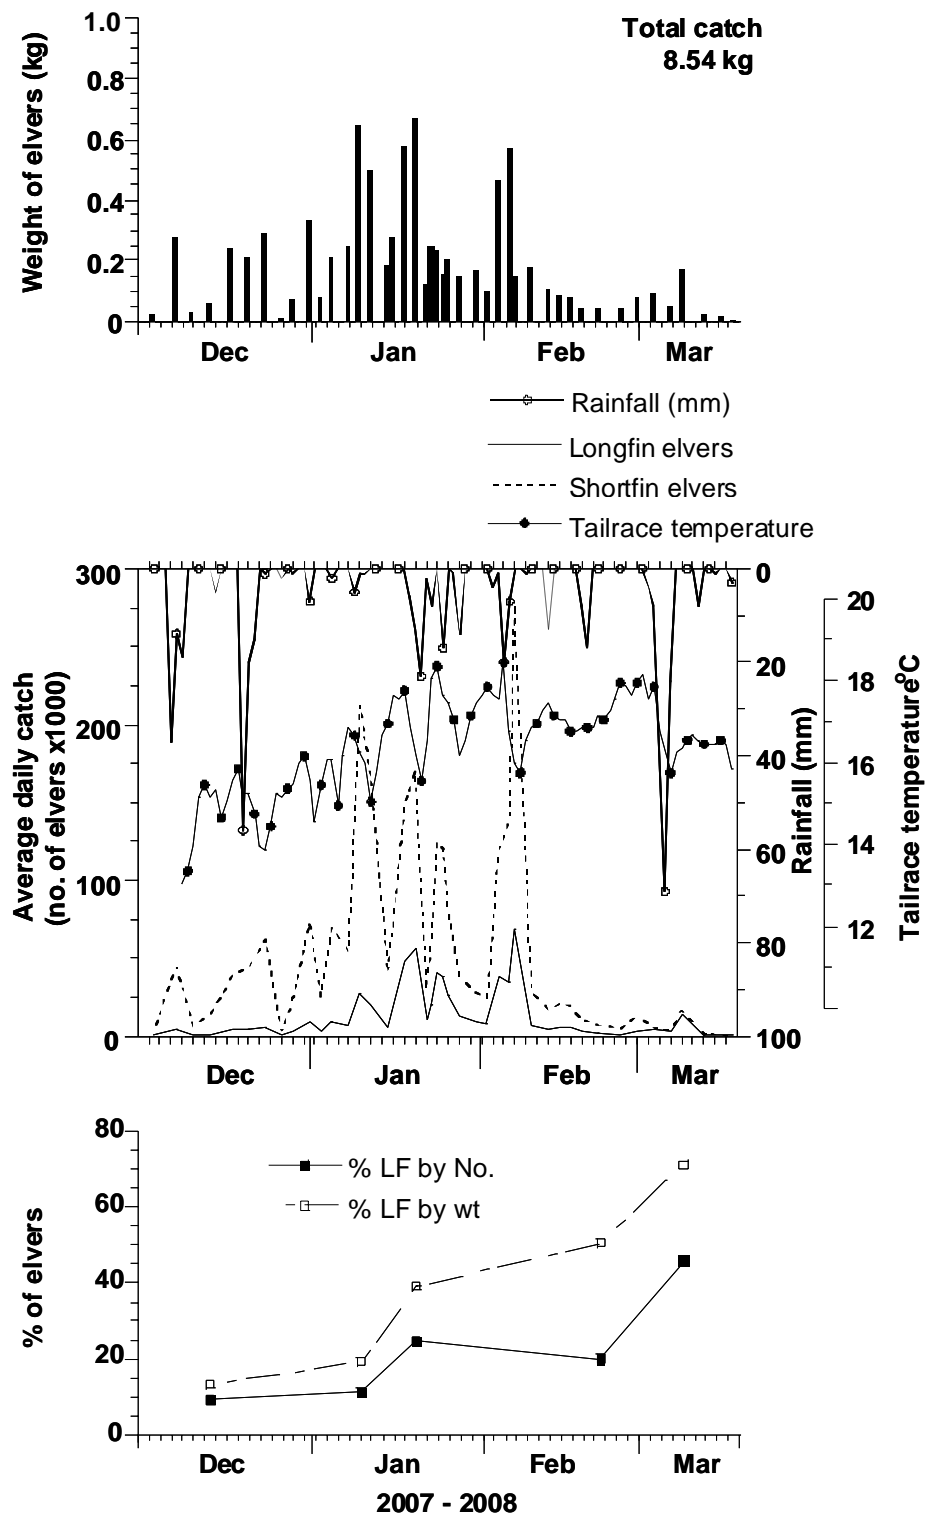 Total catch
8.54 kg
Weight of elvers (kg)
1.0
0.8
0.6
0.4
0.2
0
Dec
Jan
Feb
Mar
Rainfall (mm)
Longfin elvers
Shortfin elvers
Tailrace temperature
Average daily catch
(no. of elvers x1000)
300
200
100
0
0
20
40
60
80
100
Rainfall (mm)
20
18
16
14
12
Tailrace temperature°C
Dec
Jan
Feb
Mar
% of elvers
80
60
40
20
0
% LF by No.
% LF by wt
Dec
Jan
Feb
Mar
2007 - 2008